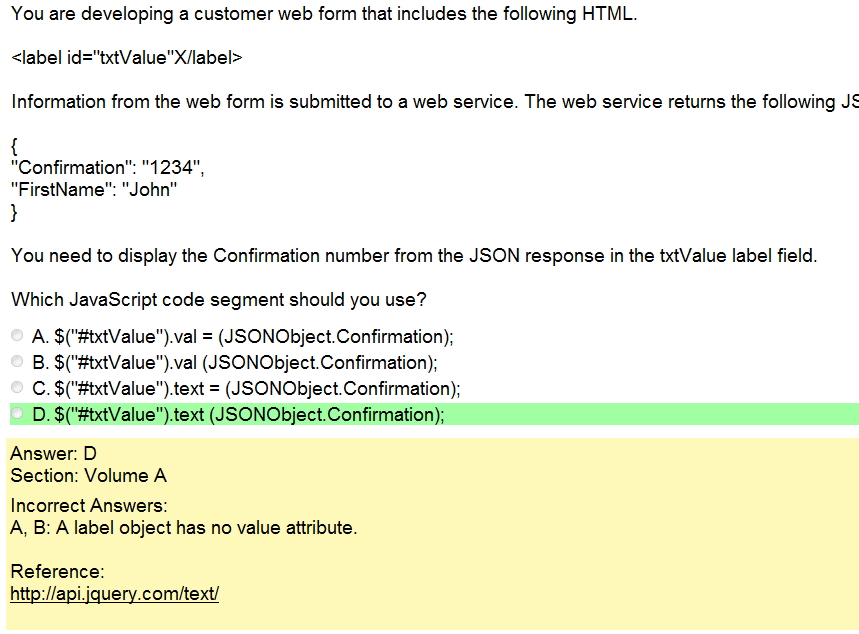 You are developing a customer web form that includes the following HTML.
<label id="txtValue"X/label>
Information from the web form is submitted to a web service. The web service returns the following JS
{
"Confirmation": "1234",
"FirstName": "John"
}
You need to display the Confirmation number from the JSON response in the txtValue label field.
Which JavaScript code segment should you use?
A. $("#txtValue").val = (JSONObject.Confirmation);
B. $("#txtValue").val (JSONObject.Confirmation);
C. $("#txtValue").text = (JSONObject.Confirmation);
D. $("#txtValue").text (JSONObject.Confirmation);
Answer: D
Section: Volume A
Incorrect Answers:
A, B: A label object has no value attribute.
Reference:
http://api.jquery.com/text/